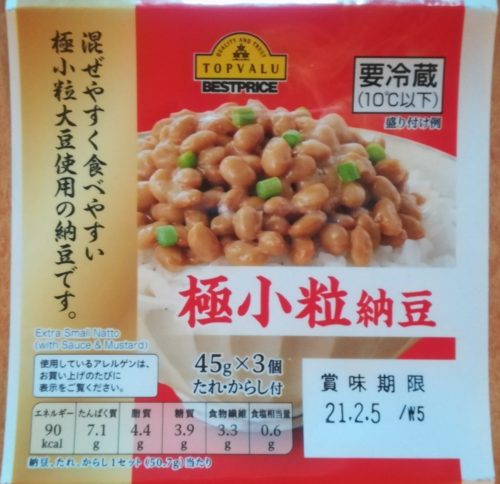 QUALITY AND TRUST
TOPVALU
BESTPRICE
要冷蔵
(10℃以下)
盛り付け例
混ぜやすく食べやすい
極小粒大豆使用の納豆です。
極小粒納豆
Extra Small Natto
(with Sauce & Mustard)
使用しているアレルゲンは、
お買い上げのたびに
表示をご覧ください。
45g×3個
たれ・からし付
賞味期限
21.2.5 /W5
エネルギー たんぱく質 脂質 糖質 食物繊維 食塩相当量
90 7.1 4.4 3.9 3.3 0.6
kcal g g g g g
納豆、たれ、からし1セット(50.7g)当たり